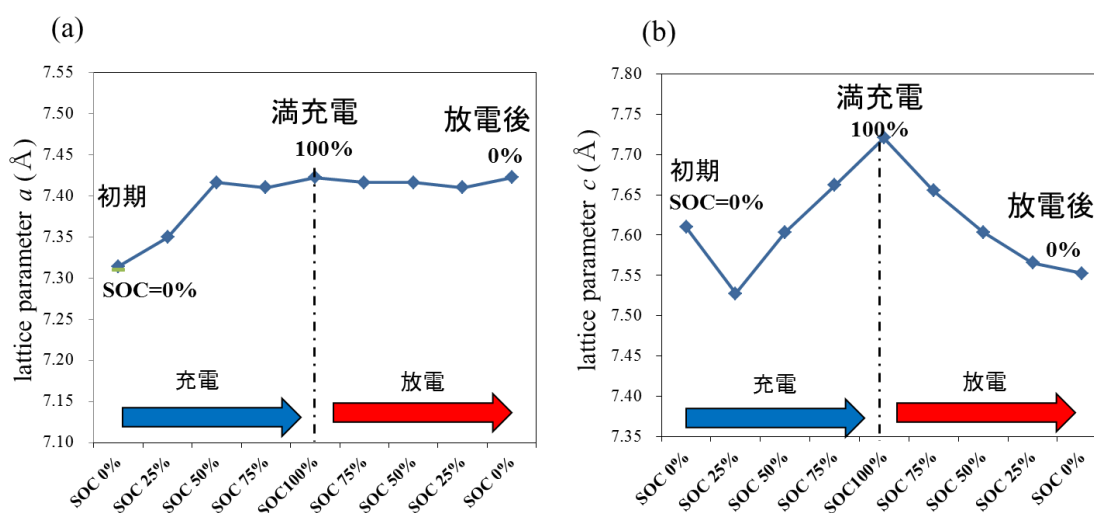 (a)
lattice parameter a (Å)
7.55
7.50
7.45
7.40
7.35
7.30
7.25
7.20
7.15
7.10
初期
SOC=0%
満充電
100%
放電後
0%
充電
放電
SOC 0%
SOC 25%
SOC 50%
SOC 75%
SOC100%
SOC 75%
SOC 50%
SOC 25%
SOC 0%
(b)
lattice parameter c (Å)
7.80
7.75
7.70
7.65
7.60
7.55
7.50
7.45
7.40
7.35
初期
SOC=0%
満充電
100%
放電後
0%
充電
放電
SOC 0%
SOC 25%
SOC 50%
SOC 75%
SOC100%
SOC 75%
SOC 50%
SOC 25%
SOC 0%